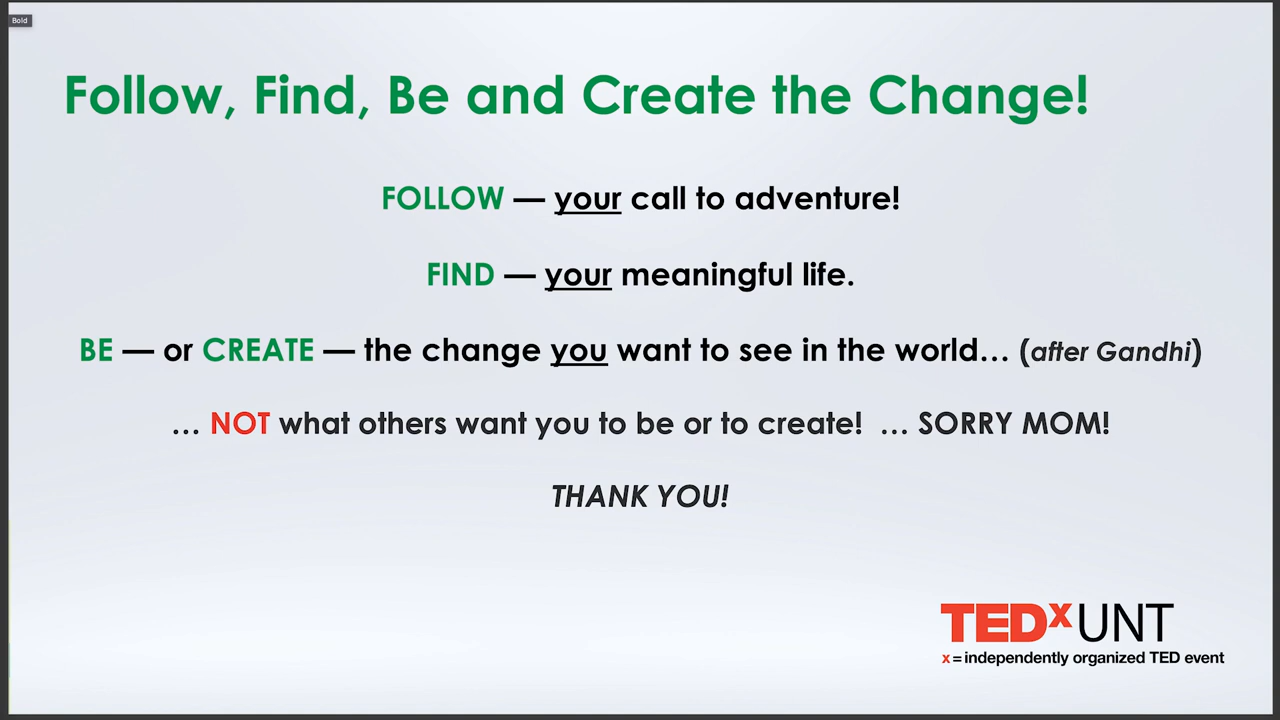 Bold
Follow, Find, Be and Create the Change!
FOLLOW — your call to adventure!
FIND — your meaningful life.
BE — or CREATE — the change you want to see in the world… (after Gandhi)
… NOT what others want you to be or to create!  … SORRY MOM!
THANK YOU!
TEDxUNT
x=independently organized TED event